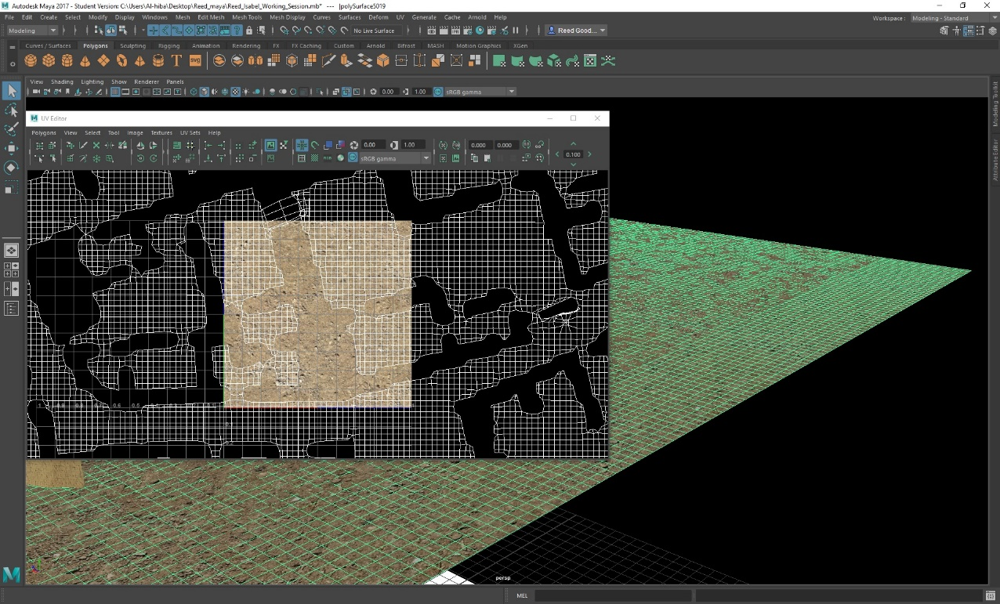 Autodesk Maya 2017 - Student Version: C:\Users\Al-hiba\Desktop\Reed_maya\Reed_Isabel_Working_Session.mb* --- |polySurface5019
File Edit Create Select Modify Display Windows Mesh Edit Mesh Mesh Tools Mesh Display Curves Surfaces Deform UV Generate Cache Arnold Help Workspace : Modeling - Standard
Modeling No Live Surface Reed Good...
Curves / Surfaces Polygons Sculpting Rigging Animation Rendering FX FX Caching Custom Arnold Bifrost MASH Motion Graphics XGen
T SVG
View Shading Lighting Show Renderer Panels
0.00 1.00 sRGB gamma
UV Editor
Polygons View Select Tool Image Textures UV Sets Help
0.00 1.00 0.000 0.000
RGB sRGB gamma 0.100
Modeling Toolkit
Attribute Editor
persp
MEL